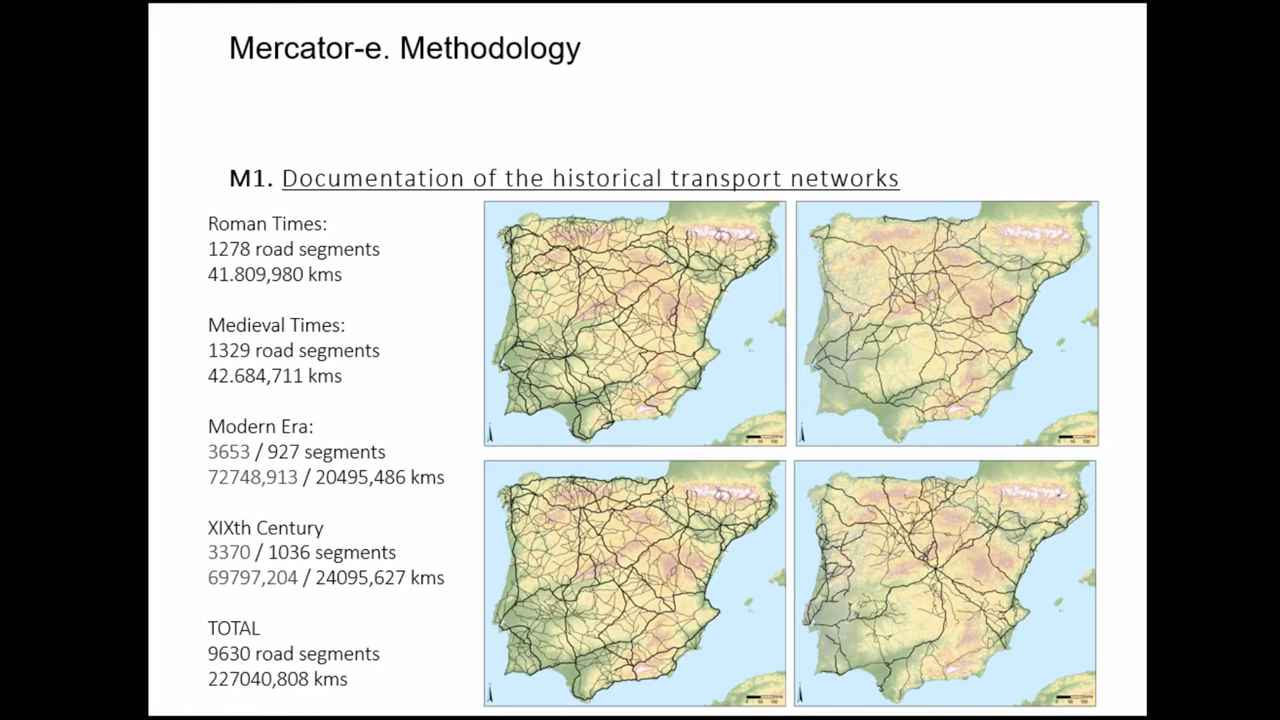 Mercator-e. Methodology
M1. Documentation of the historical transport networks
Roman Times:
1278 road segments
41.809,980 kms
Medieval Times:
1329 road segments
42.684,711 kms
Modern Era:
3653 / 927 segments
72748,913 / 20495,486 kms
XIXth Century
3370 / 1036 segments
69797,204 / 24095,627 kms
TOTAL
9630 road segments
227040,808 kms